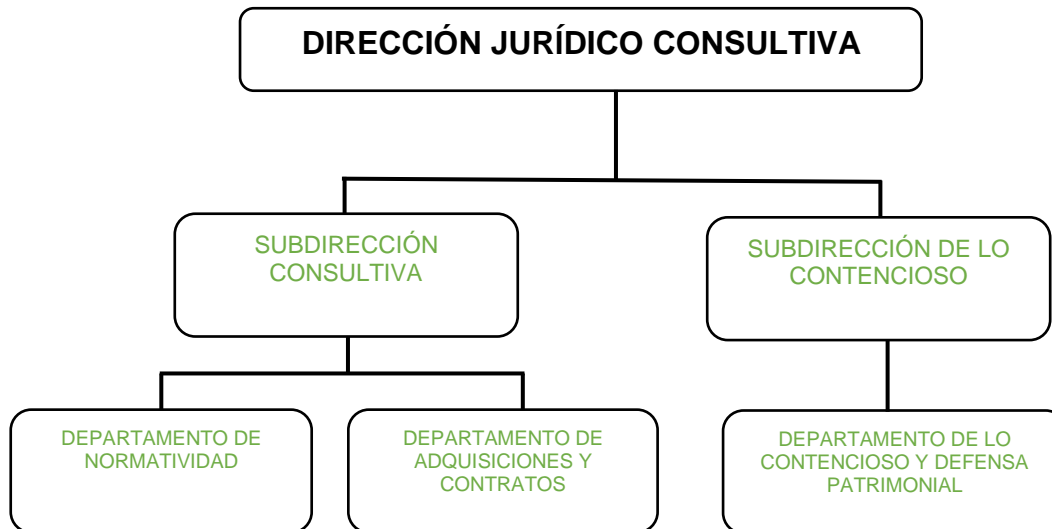 DIRECCIÓN JURÍDICO CONSULTIVA
SUBDIRECCIÓN
CONSULTIVA
SUBDIRECCIÓN DE LO
CONTENCIOSO
DEPARTAMENTO DE
NORMATIVIDAD
DEPARTAMENTO DE
ADQUISICIONES Y
CONTRATOS
DEPARTAMENTO DE LO
CONTENCIOSO Y DEFENSA
PATRIMONIAL